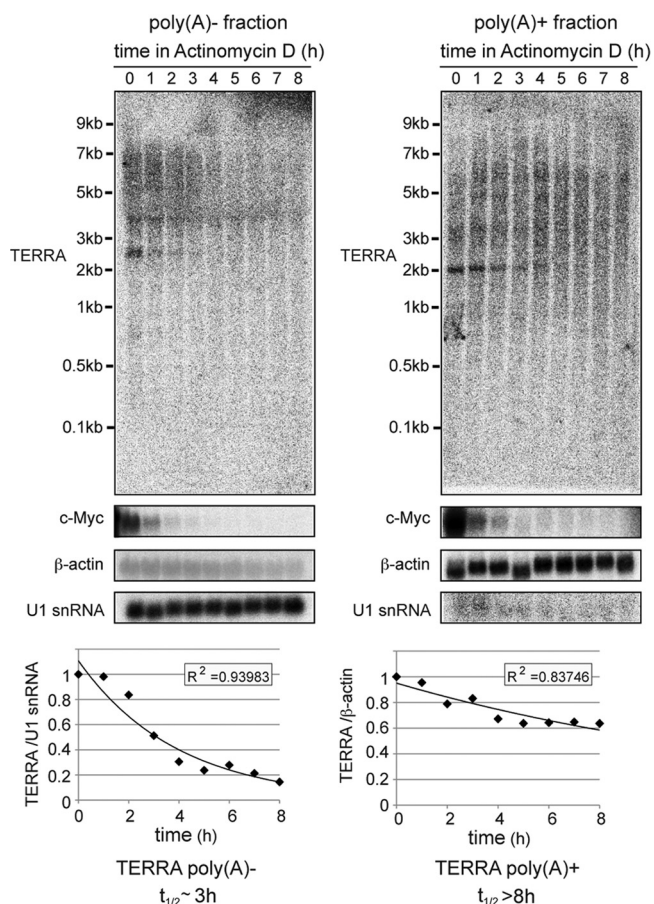 poly(A)- fraction
time in Actinomycin D (h)
0 1 2 3 4 5 6 7 8
9kb
7kb
5kb
3kb
TERRA
2kb
1kb
0.5kb
0.1kb
c-Myc
β-actin
U1 snRNA
R² =0.93983
TERRA /U1 snRNA
1
0.8
0.6
0.4
0.2
0
0 2 4 6 8
time (h)
TERRA poly(A)-
t1/2~ 3h
poly(A)+ fraction
time in Actinomycin D (h)
0 1 2 3 4 5 6 7 8
9kb
7kb
5kb
3kb
TERRA
2kb
1kb
0.5kb
0.1kb
c-Myc
β-actin
U1 snRNA
R² =0.83746
TERRA /β-actin
1.2
1
0.8
0.6
0.4
0.2
0
0 2 4 6 8
time (h)
TERRA poly(A)+
t1/2 >8h